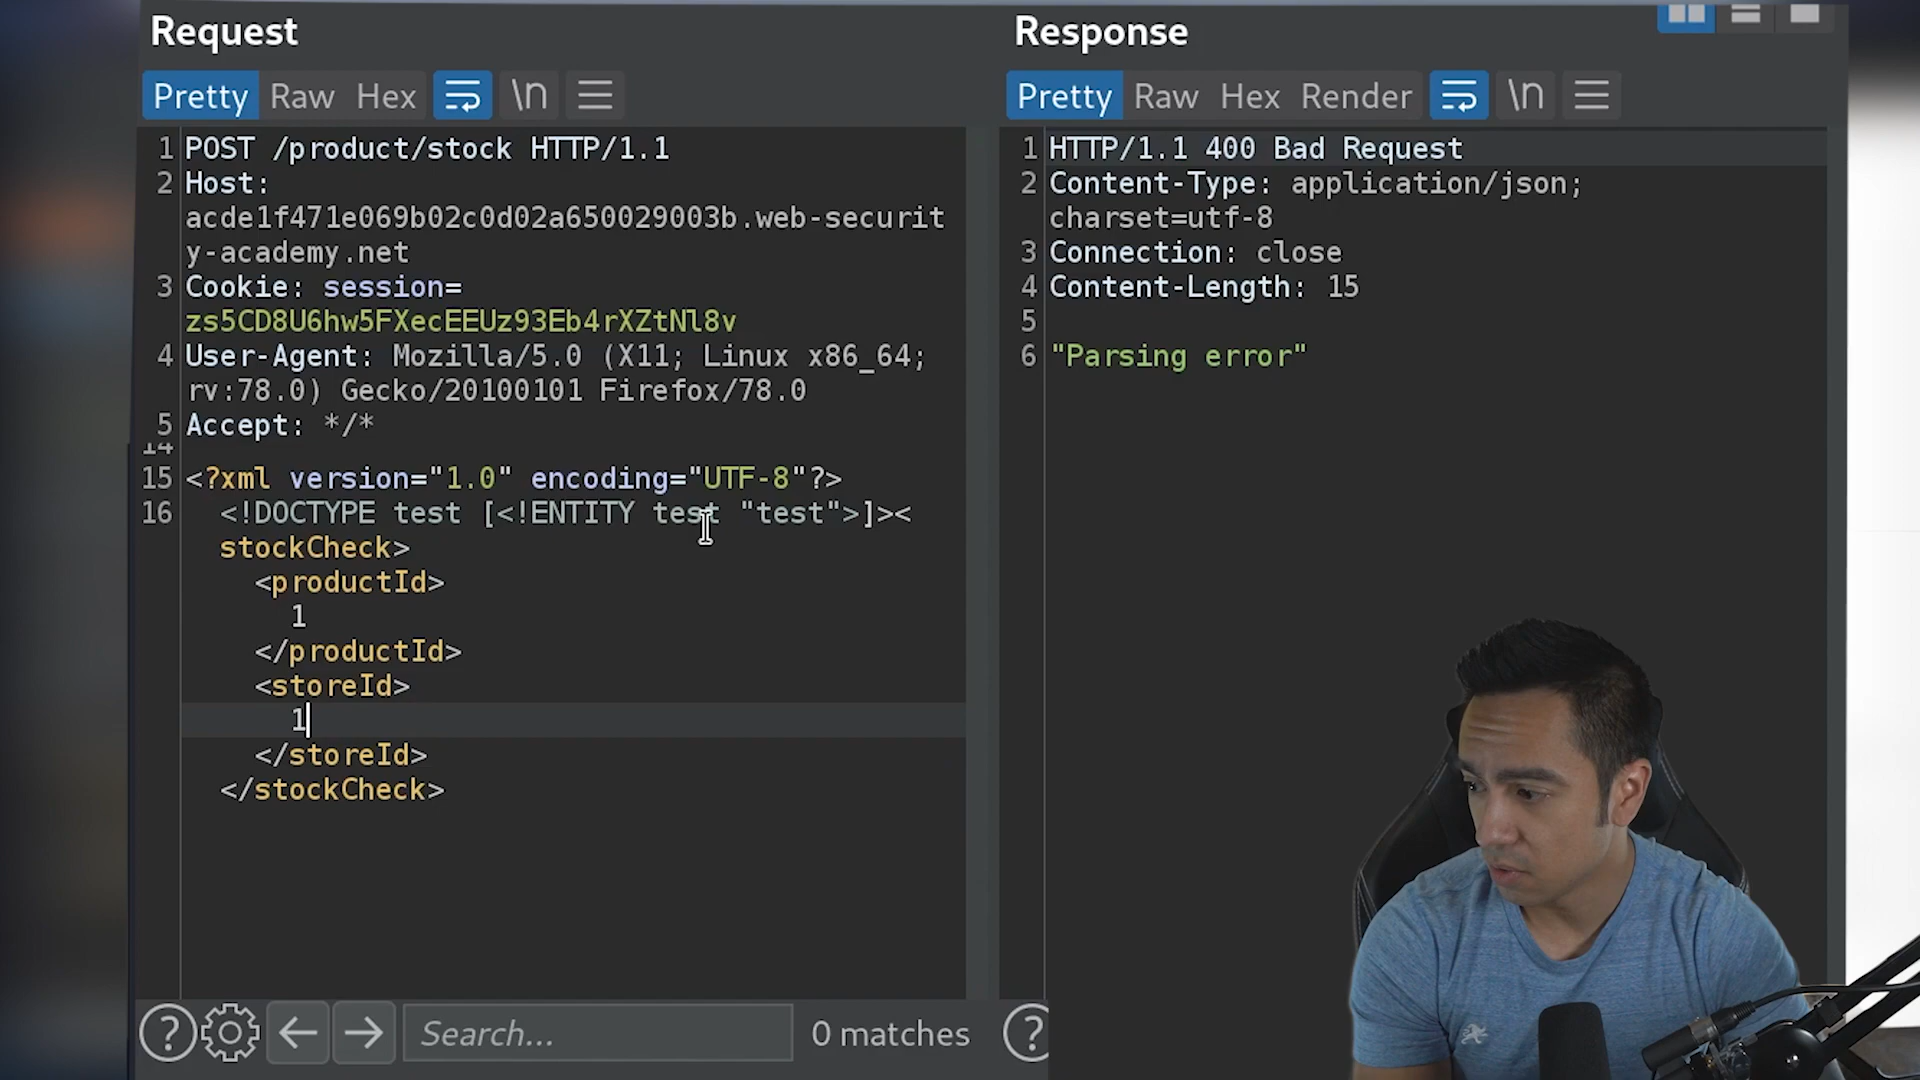 Request
Pretty Raw Hex \n
1 POST /product/stock HTTP/1.1
2 Host:
acde1f471e069b02c0d02a650029003b.web-securit
y-academy.net
3 Cookie: session=
zs5CD8U6hw5FXecEEUz93Eb4rXZtNl8v
4 User-Agent: Mozilla/5.0 (X11; Linux x86_64;
rv:78.0) Gecko/20100101 Firefox/78.0
5 Accept: */*
14
15 <?xml version="1.0" encoding="UTF-8"?>
16 <!DOCTYPE test [<!ENTITY test "test">]><
stockCheck>
<productId>
1
</productId>
<storeId>
1
</storeId>
</stockCheck>
? Search... 0 matches
Response
Pretty Raw Hex Render \n
1 HTTP/1.1 400 Bad Request
2 Content-Type: application/json;
charset=utf-8
3 Connection: close
4 Content-Length: 15
5
6 "Parsing error"
?